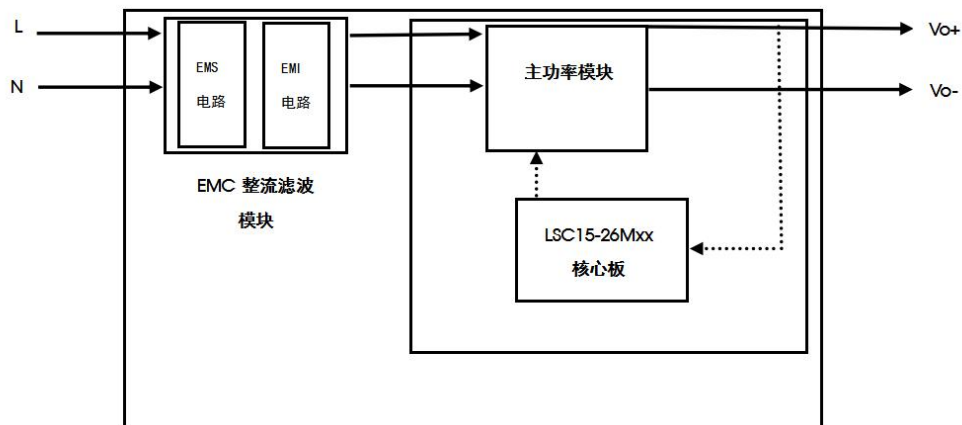 L
N
EMS
电路
EMI
电路
EMC 整流滤波
模块
主功率模块
LSC15-26Mxx
核心板
Vo+
Vo-